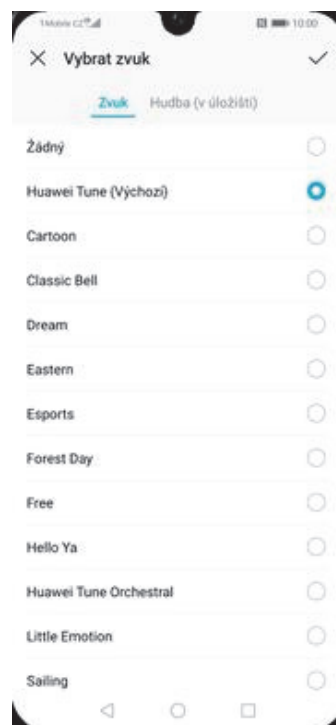 T-Mobile CZ
10:00
Vybrat zvuk
Zvuk Hudba (v úložišti)
Žádný
Huawei Tune (Výchozí)
Cartoon
Classic Bell
Dream
Eastern
Esports
Forest Day
Free
Hello Ya
Huawei Tune Orchestral
Little Emotion
Sailing